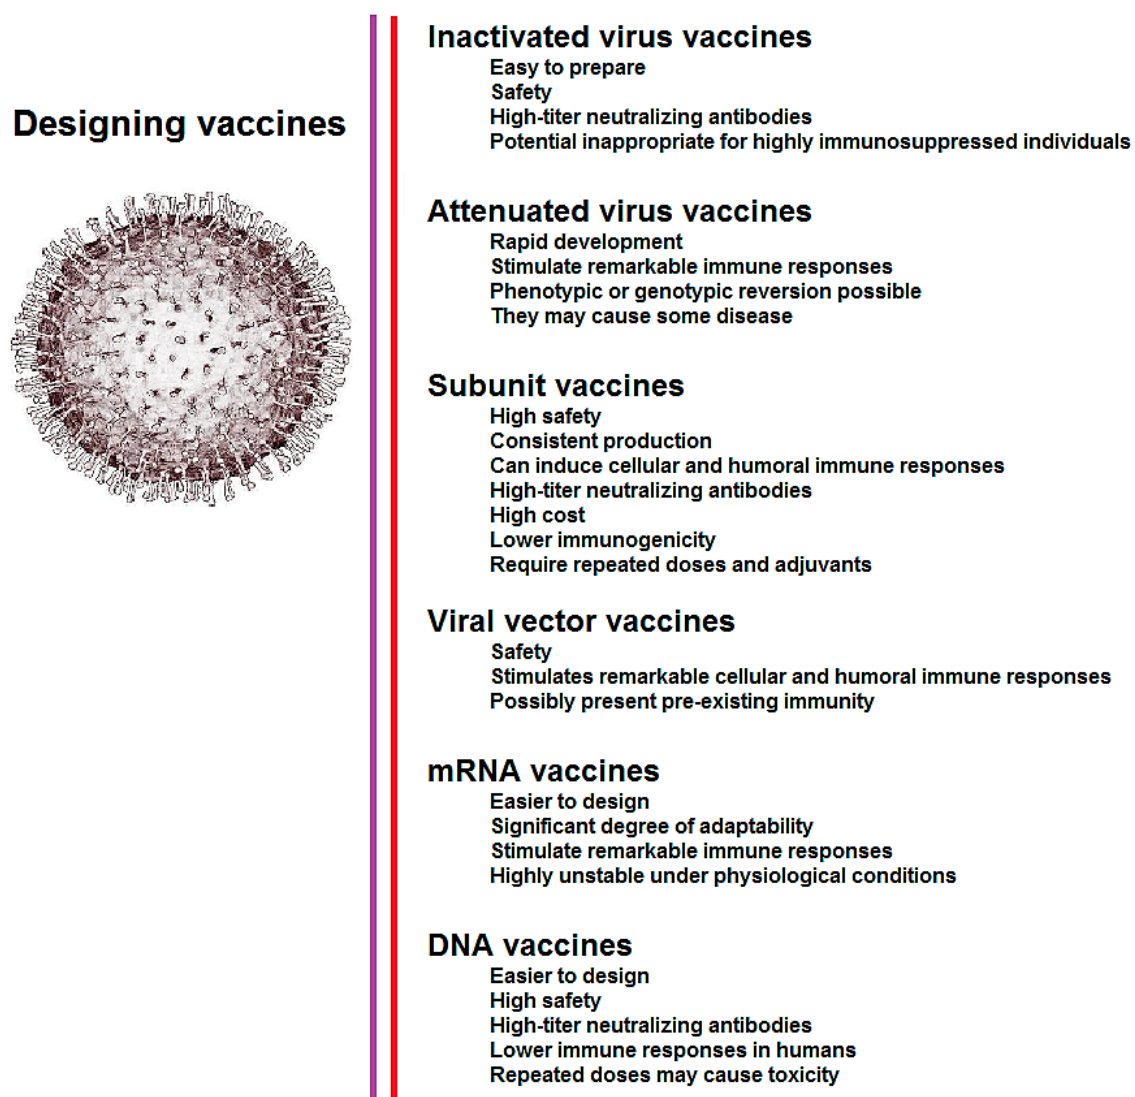 Designing vaccines
Inactivated virus vaccines
Easy to prepare
Safety
High-titer neutralizing antibodies
Potential inappropriate for highly immunosuppressed individuals
Attenuated virus vaccines
Rapid development
Stimulate remarkable immune responses
Phenotypic or genotypic reversion possible
They may cause some disease
Subunit vaccines
High safety
Consistent production
Can induce cellular and humoral immune responses
High-titer neutralizing antibodies
High cost
Lower immunogenicity
Require repeated doses and adjuvants
Viral vector vaccines
Safety
Stimulates remarkable cellular and humoral immune responses
Possibly present pre-existing immunity
mRNA vaccines
Easier to design
Significant degree of adaptability
Stimulate remarkable immune responses
Highly unstable under physiological conditions
DNA vaccines
Easier to design
High safety
High-titer neutralizing antibodies
Lower immune responses in humans
Repeated doses may cause toxicity